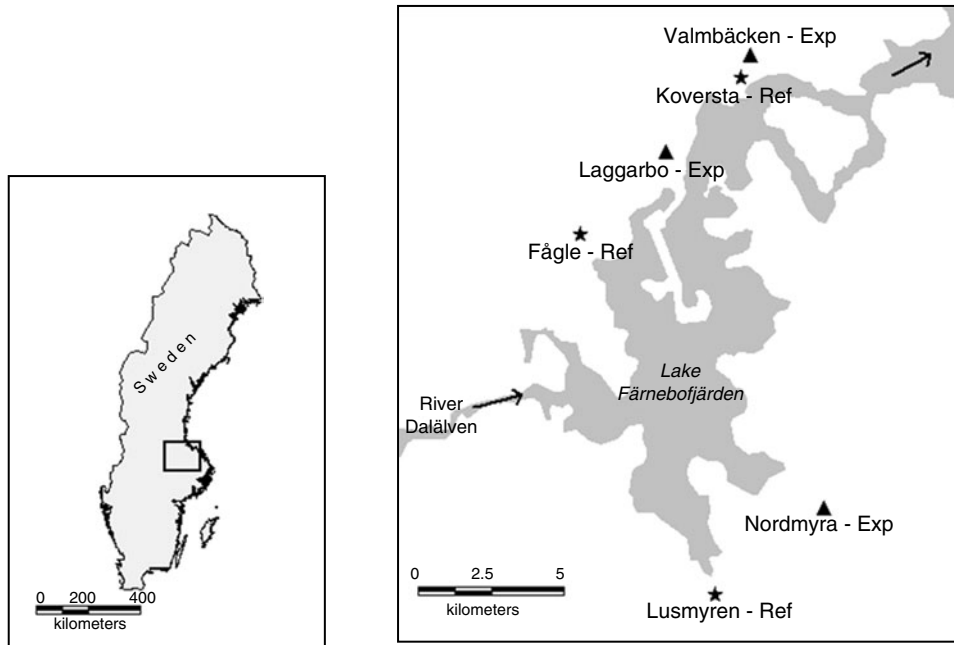 Sweden
0 200 400
kilometers
Valmbäcken - Exp
Koversta - Ref
Laggarbo - Exp
Fågle - Ref
Lake
Färnebofjärden
River
Dalälven
Nordmyra - Exp
0 2.5 5
kilometers
Lusmyren - Ref